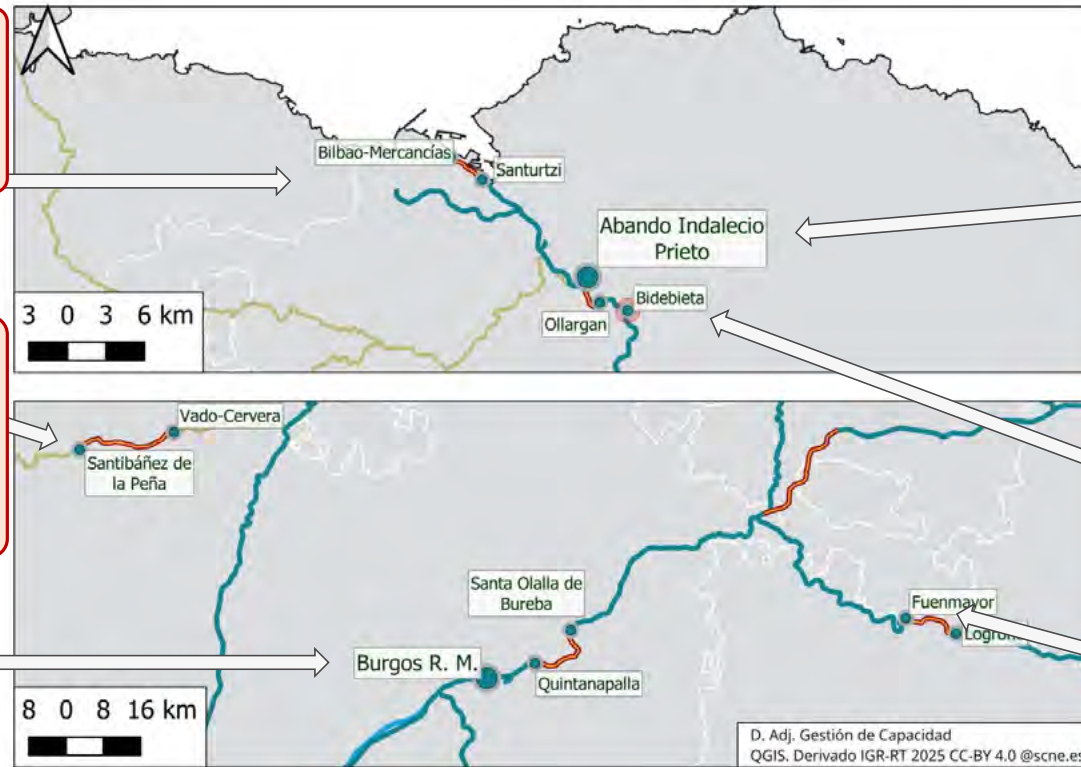 Bilbao-Mercancías
Santurtzi
Abando Indalecio
Prieto
Bidebieta
Ollargan
3 0 3 6 km
Vado-Cervera
Santibáñez de
la Peña
Santa Olalla de
Bureba
Fuenmayor
Burgos R. M.
Quintanapalla
8 0 8 16 km
D. Adj. Gestión de Capacidad
QGIS. Derivado IGR-RT 2025 CC-BY 4.0 @scne.es